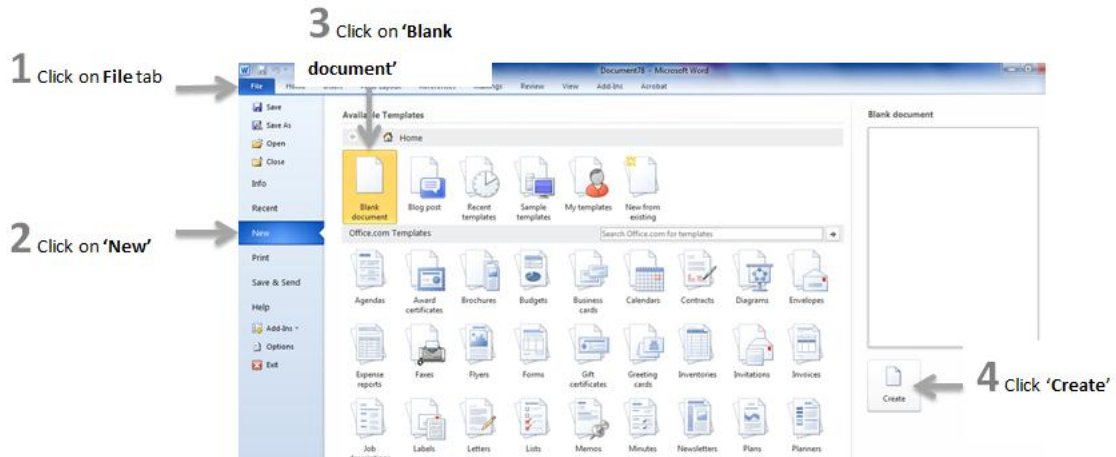 3 Click on ‘Blank
document’
1 Click on File tab
Document78 - Microsoft Word
File Home Review View Add-Ins Acrobat
Save
Save As
Open
Close
Info
Recent
New
Print
Save & Send
Help
Add-Ins
Options
Exit
2 Click on ‘New’
Available Templates
Home
Blank document
Blog post
Recent templates
Sample templates
My templates
New from existing
Office.com Templates
Search Office.com for templates
Agendas
Award certificates
Brochures
Budgets
Business cards
Calendars
Contracts
Diagrams
Envelopes
Expense reports
Faxes
Flyers
Forms
Gift certificates
Greeting cards
Inventories
Invitations
Invoices
Job
Labels
Letters
Lists
Memos
Minutes
Newsletters
Plans
Planners
Blank document
Create
4 Click ‘Create’